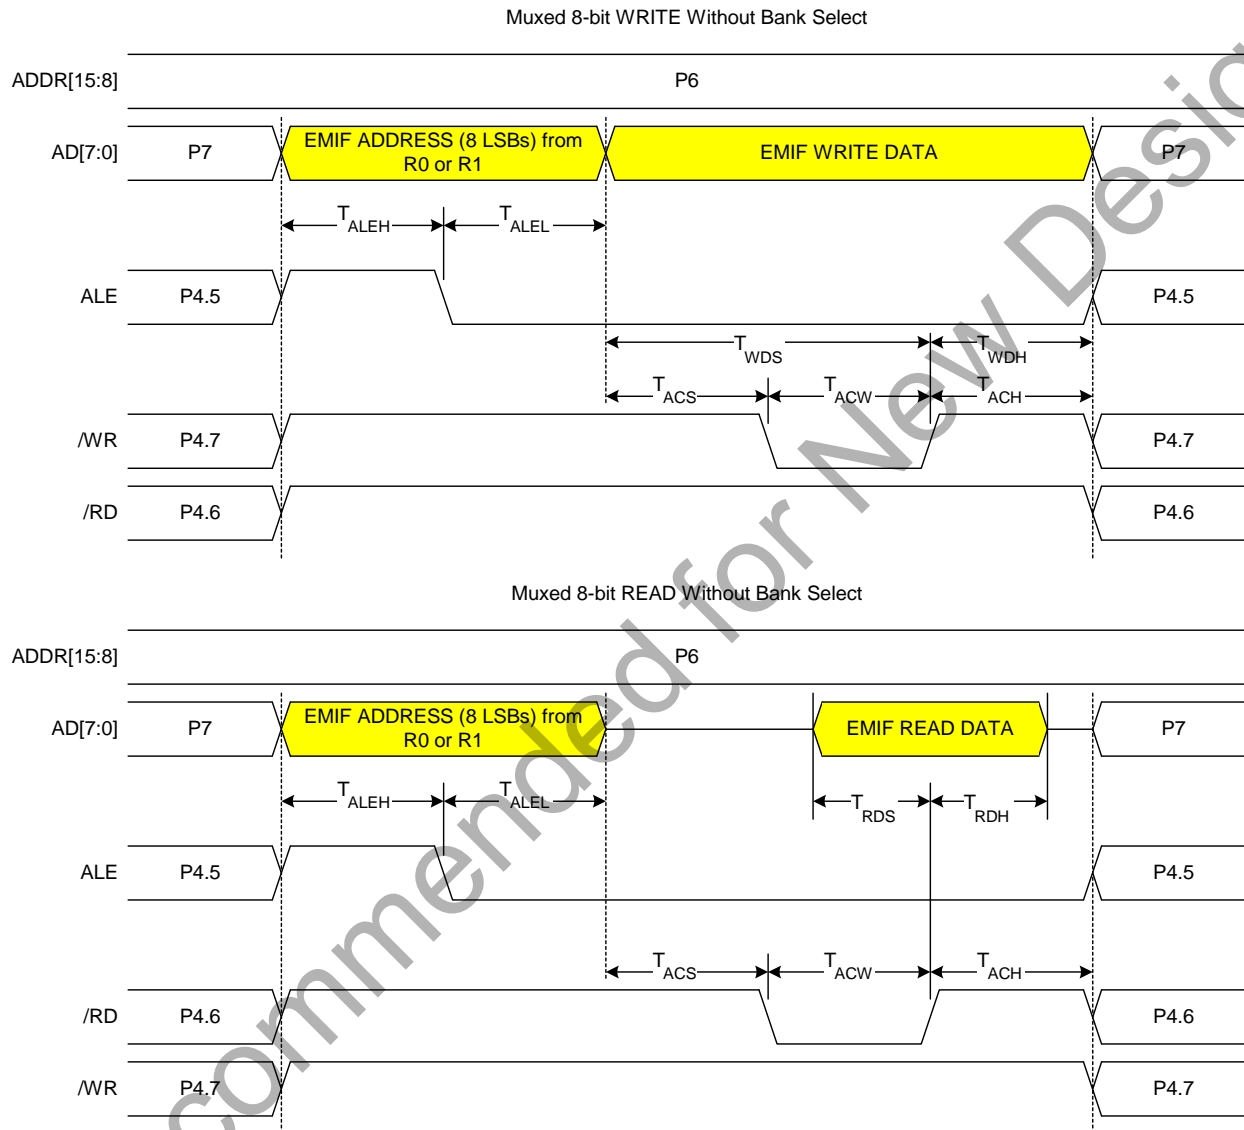 Muxed 8-bit WRITE Without Bank Select
ADDR[15:8] P6
AD[7:0] P7 EMIF ADDRESS (8 LSBs) from R0 or R1 EMIF WRITE DATA P7
TALEH TALEL
ALE P4.5 P4.5
TWDS TWDH
TACS TACW TACH
/WR P4.7 P4.7
/RD P4.6 P4.6
Muxed 8-bit READ Without Bank Select
ADDR[15:8] P6
AD[7:0] P7 EMIF ADDRESS (8 LSBs) from R0 or R1 EMIF READ DATA P7
TALEH TALEL TRDS TRDH
ALE P4.5 P4.5
TACS TACW TACH
/RD P4.6 P4.6
/WR P4.7 P4.7
commended for New Desig